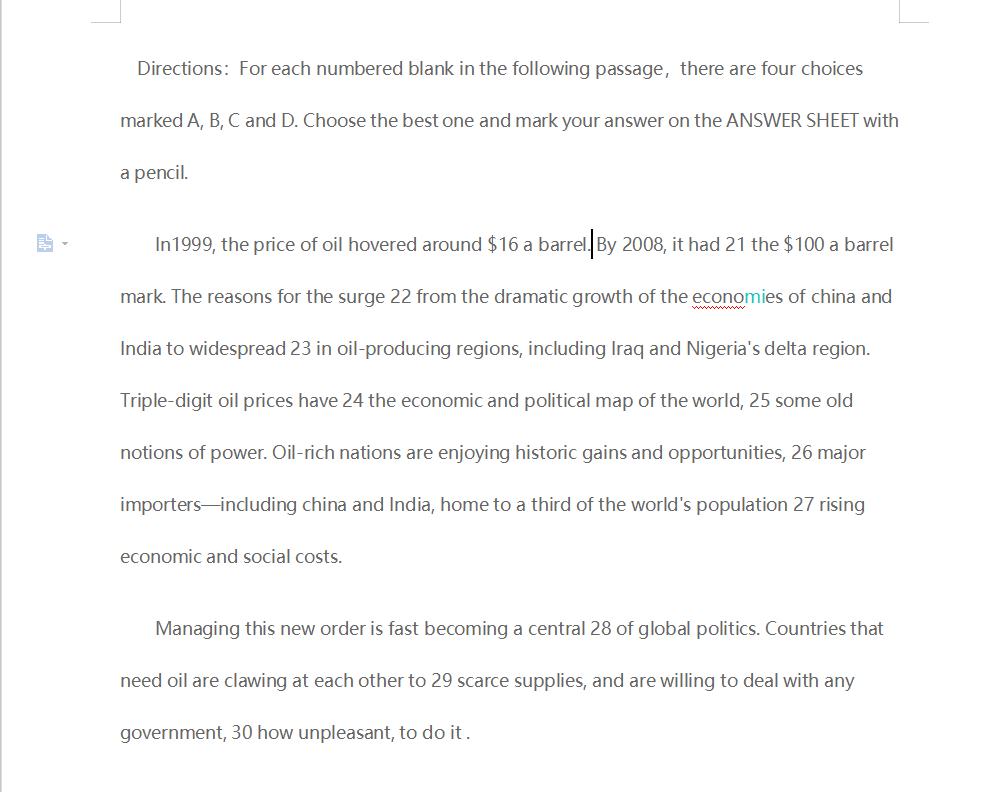 Directions：For each numbered blank in the following passage，there are four choices
marked A, B, C and D. Choose the best one and mark your answer on the ANSWER SHEET with
a pencil.
In1999, the price of oil hovered around $16 a barrel. By 2008, it had 21 the $100 a barrel
mark. The reasons for the surge 22 from the dramatic growth of the economies of china and
India to widespread 23 in oil-producing regions, including Iraq and Nigeria's delta region.
Triple-digit oil prices have 24 the economic and political map of the world, 25 some old
notions of power. Oil-rich nations are enjoying historic gains and opportunities, 26 major
importers—including china and India, home to a third of the world's population 27 rising
economic and social costs.
Managing this new order is fast becoming a central 28 of global politics. Countries that
need oil are clawing at each other to 29 scarce supplies, and are willing to deal with any
government, 30 how unpleasant, to do it .